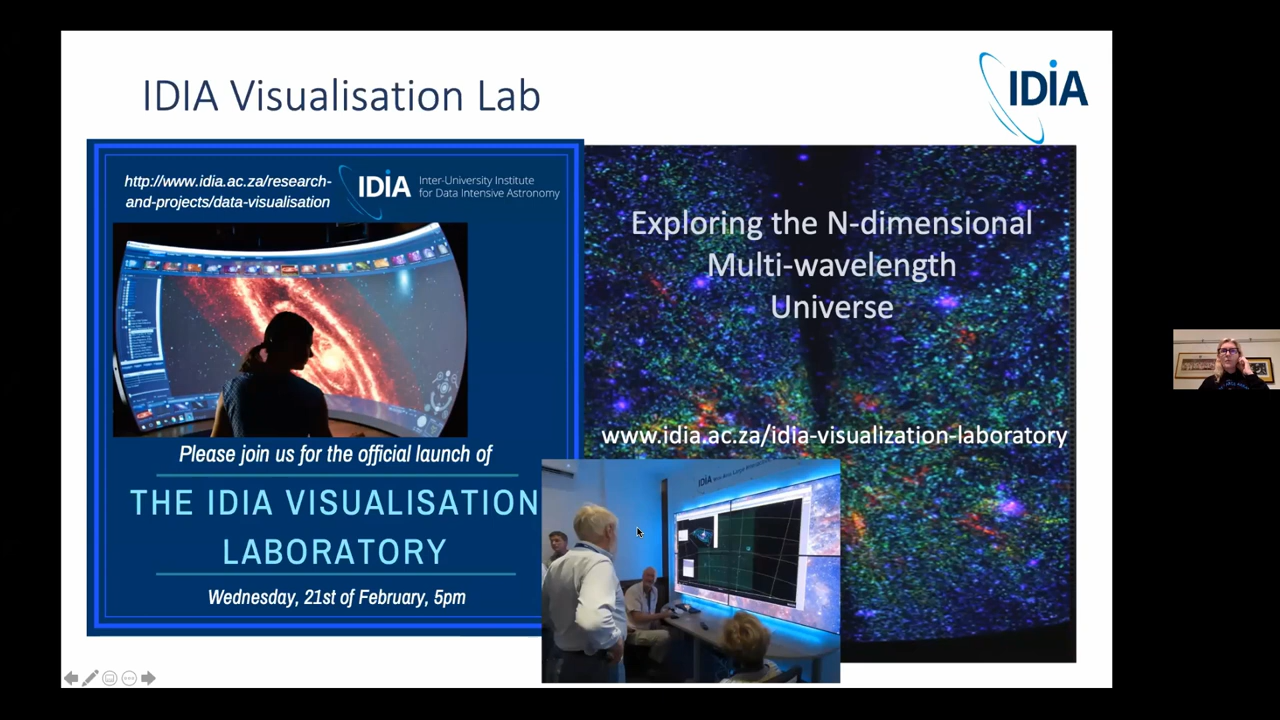 IDIA Visualisation Lab
IDiA
http://www.idia.ac.za/research-
and-projects/data-visualisation
IDiA
Inter-University Institute
for Data Intensive Astronomy
Please join us for the official launch of
THE IDIA VISUALISATION
LABORATORY
Wednesday, 21st of February, 5pm
Exploring the N-dimensional
Multi-wavelength
Universe
www.idia.ac.za/idia-visualization-laboratory
IDiA